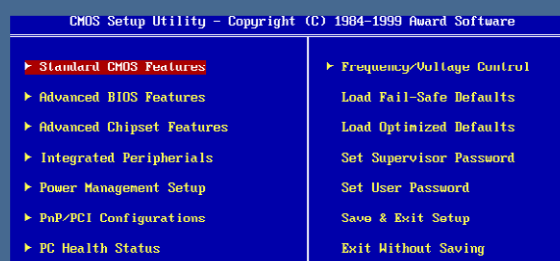 CMOS Setup Utility - Copyright (C) 1984-1999 Award Software
Standard CMOS Features
Advanced BIOS Features
Advanced Chipset Features
Integrated Peripherials
Power Management Setup
PnP/PCI Configurations
PC Health Status
Frequency/Voltage Control
Load Fail-Safe Defaults
Load Optimized Defaults
Set Supervisor Password
Set User Password
Save & Exit Setup
Exit Without Saving